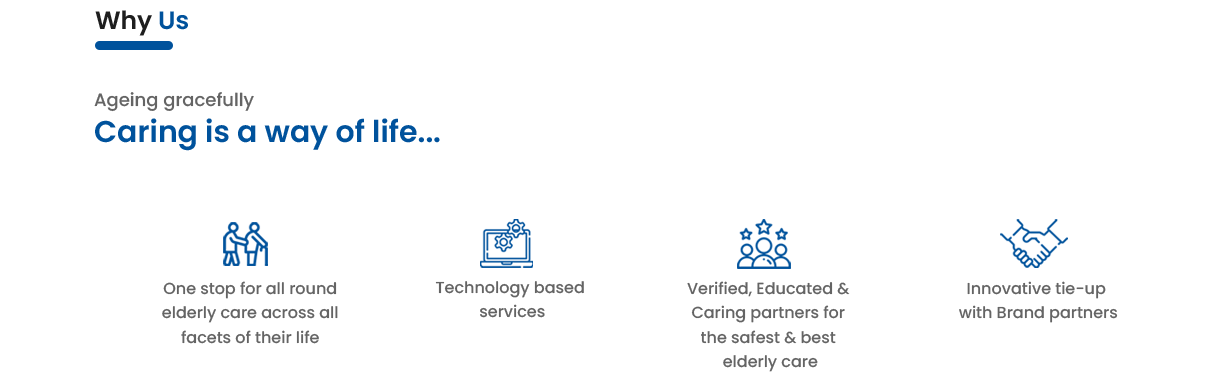 Why Us
Ageing gracefully
Caring is a way of life...
One stop for all round
elderly care across all
facets of their life
Technology based
services
Verified, Educated &
Caring partners for
the safest & best
elderly care
Innovative tie-up
with Brand partners